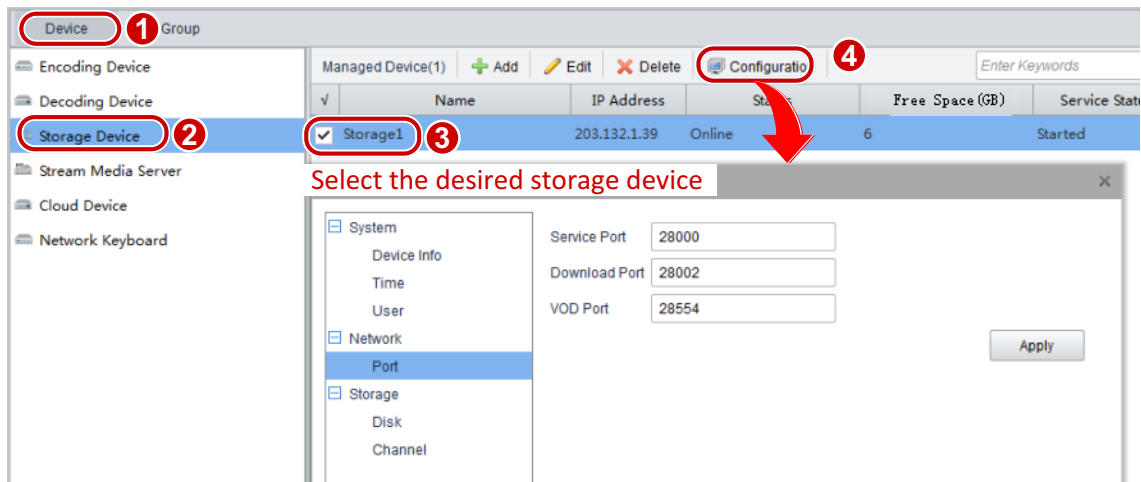 Device 1 Group
Encoding Device
Decoding Device
Storage Device 2
Stream Media Server
Cloud Device
Network Keyboard
Managed Device(1) Add Edit Delete Configuratio 4 Enter Keywords
√ Name IP Address Free Space(GB) Service Stat
Storage1 3 203.132.1.39 Online 6 Started
Select the desired storage device
System
Device Info
Time
User
Network
Port
Storage
Disk
Channel
Service Port 28000
Download Port 28002
VOD Port 28554
Apply